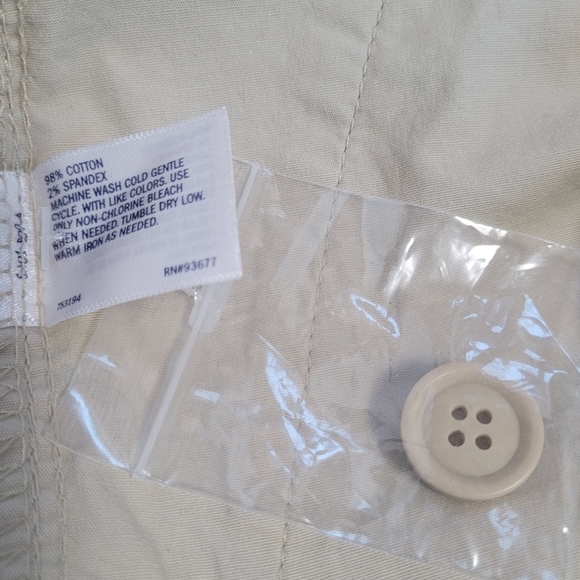 98% COTTON
2% SPANDEX
MACHINE WASH COLD GENTLE
CYCLE. WITH LIKE COLORS. USE
ONLY NON-CHLORINE BLEACH
WHEN NEEDED. TUMBLE DRY LOW.
WARM IRON AS NEEDED.
RN#93677
753194